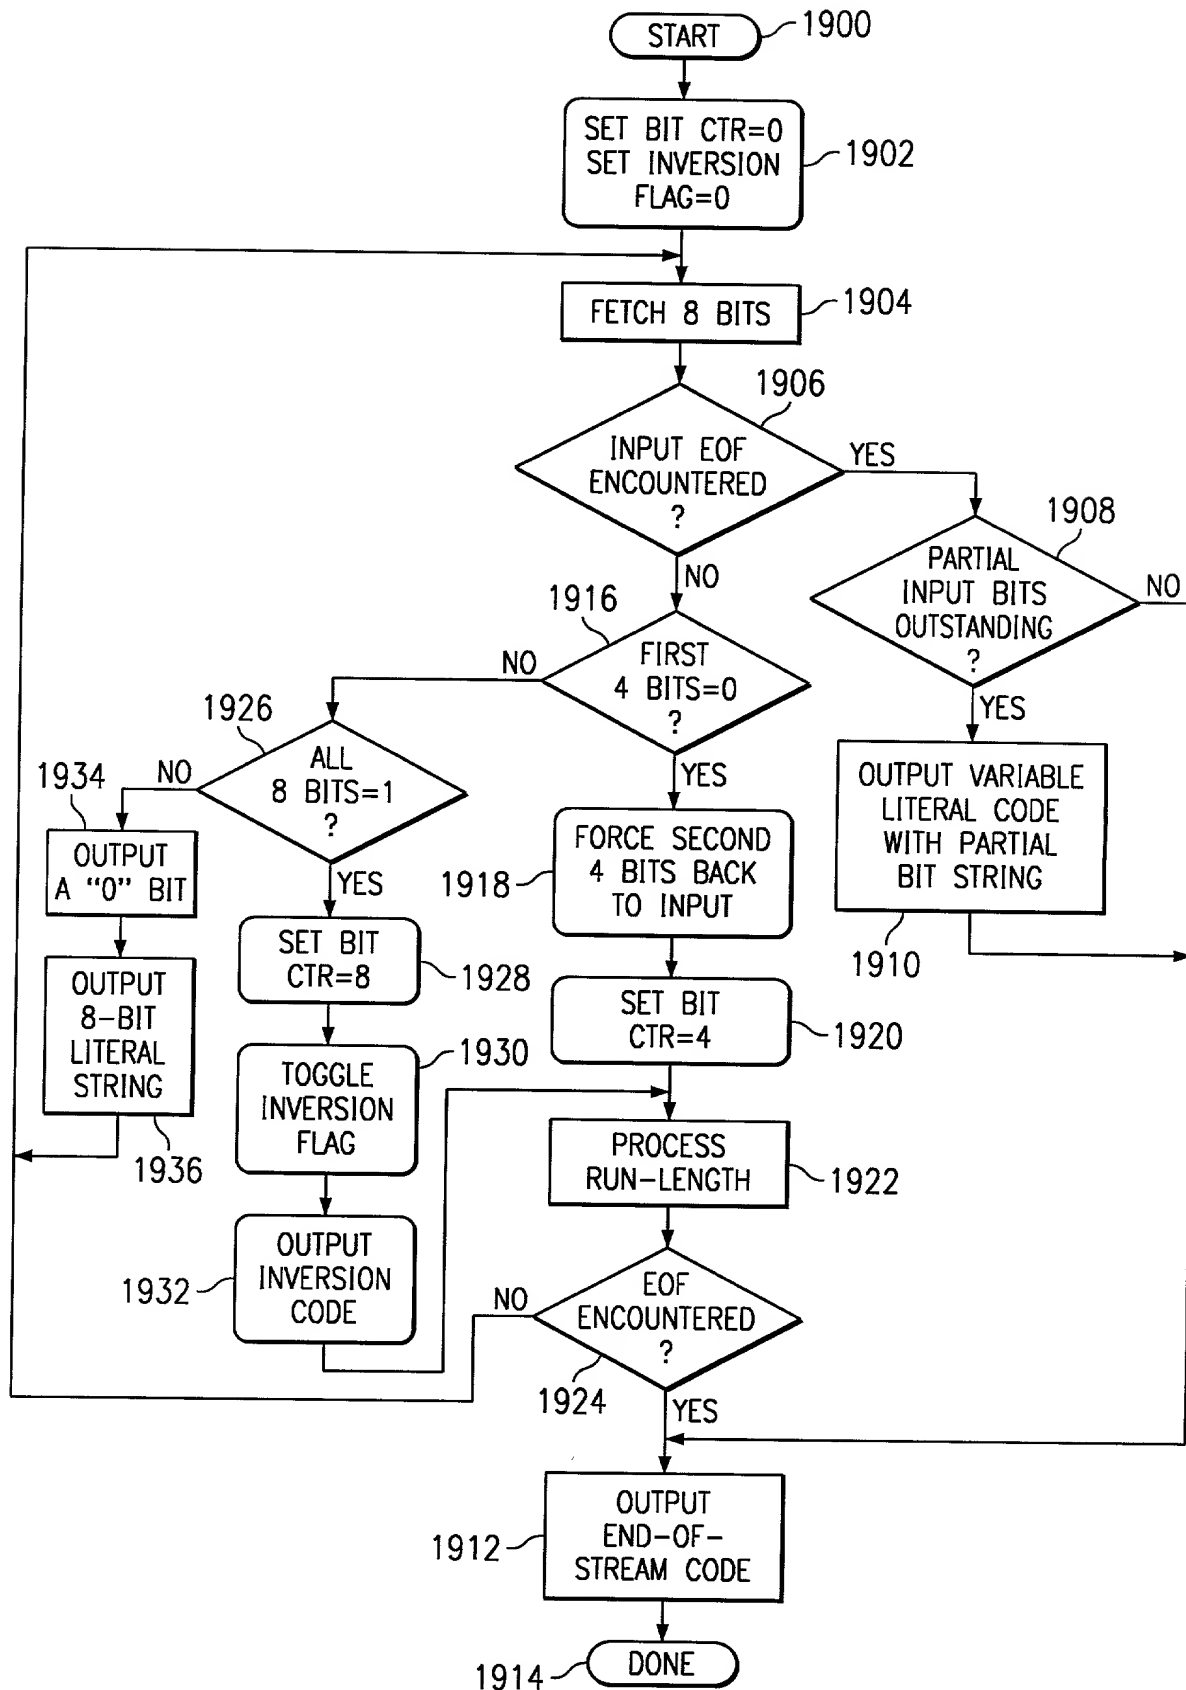 START
1900
SET BIT CTR=0
SET INVERSION
FLAG=0
1902
FETCH 8 BITS
1904
1906
INPUT EOF
ENCOUNTERED
?
YES
NO
1908
PARTIAL
INPUT BITS
OUTSTANDING
?
NO
YES
1916
FIRST
4 BITS=0
?
NO
YES
1926
ALL
8 BITS=1
?
NO
YES
1934
OUTPUT
A "0" BIT
OUTPUT
8-BIT
LITERAL
STRING
1936
SET BIT
CTR=8
1928
TOGGLE
INVERSION
FLAG
1930
OUTPUT
INVERSION
CODE
1932
FORCE SECOND
4 BITS BACK
TO INPUT
1918
SET BIT
CTR=4
1920
OUTPUT VARIABLE
LITERAL CODE
WITH PARTIAL
BIT STRING
1910
PROCESS
RUN-LENGTH
1922
EOF
ENCOUNTERED
?
NO
1924
YES
OUTPUT
END-OF-
STREAM CODE
1912
DONE
1914